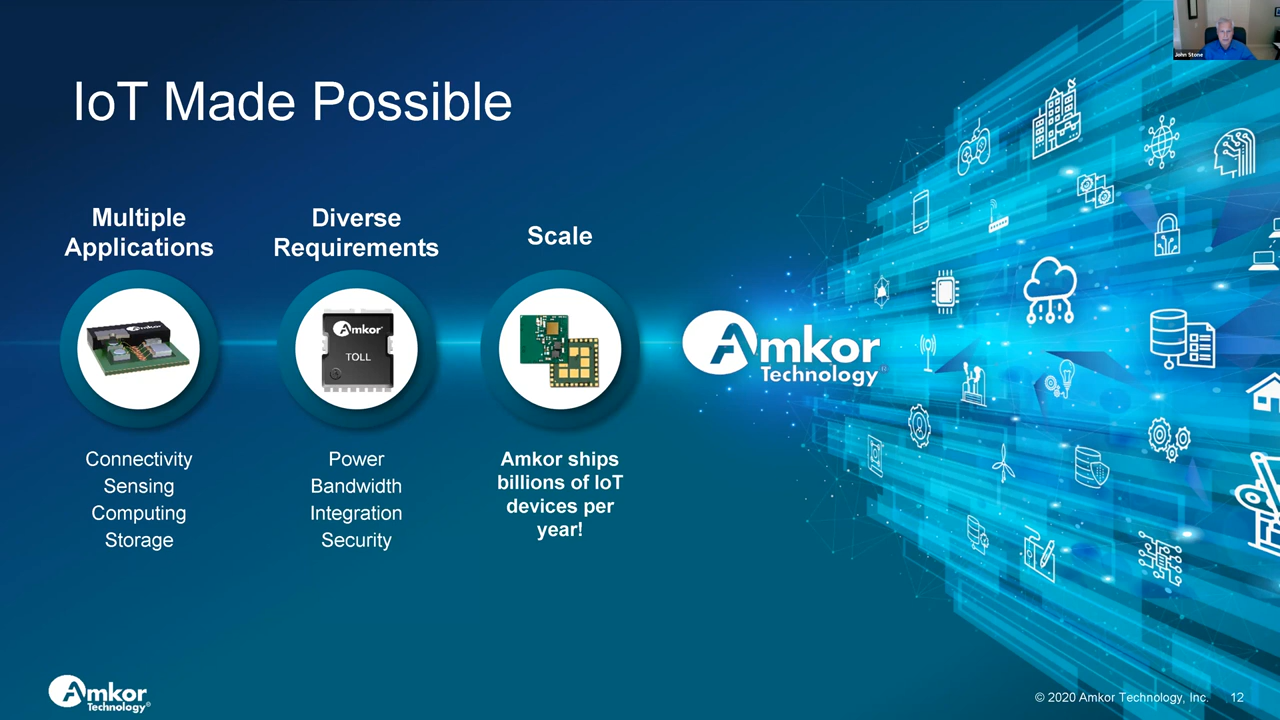 John Stone
IoT Made Possible
Multiple
Applications
Diverse
Requirements
Scale
Amkor
Amkor
TOLL
Amkor
Technology®
Connectivity
Sensing
Computing
Storage
Power
Bandwidth
Integration
Security
Amkor ships
billions of IoT
devices per
year!
Amkor
Technology®
© 2020 Amkor Technology, Inc. 12